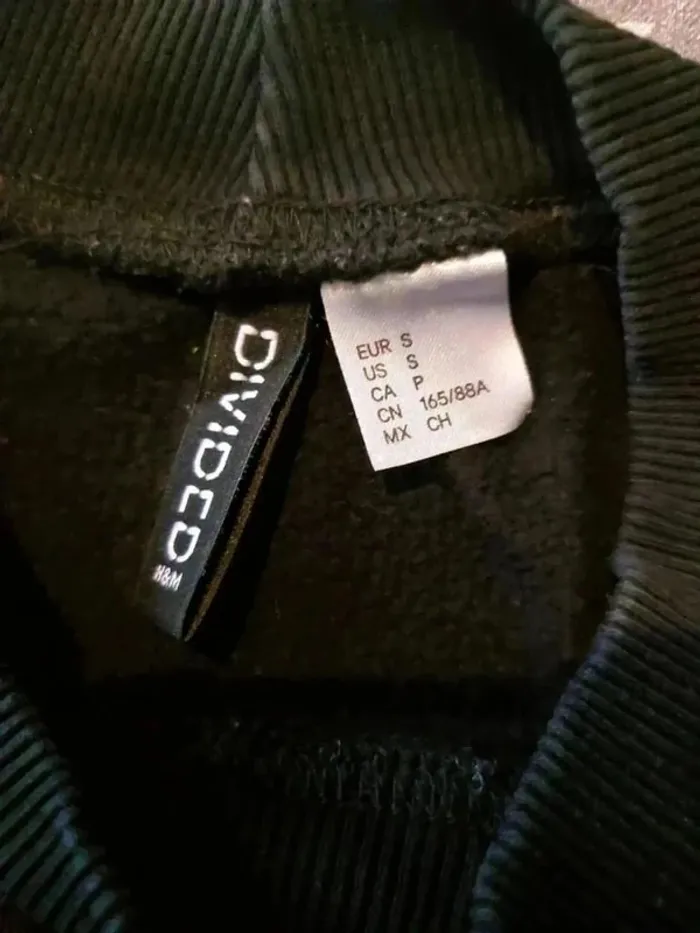 DIVIDED
H&M
EUR S
US S
CA P
CN 165/88A
MX CH